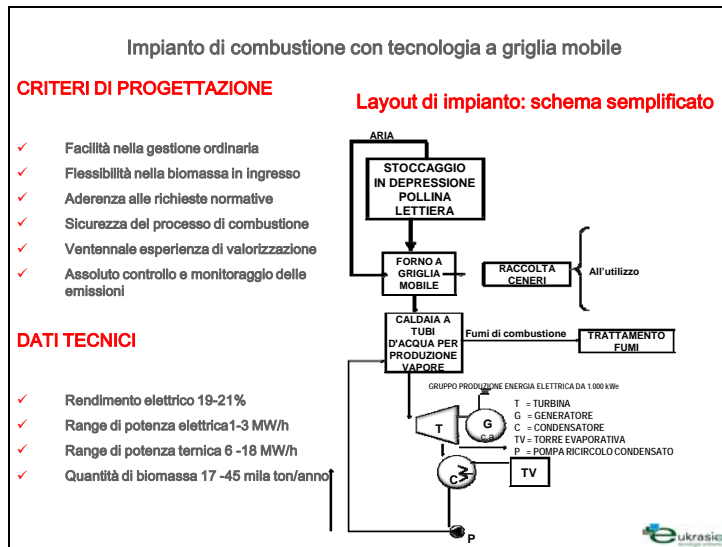 Impianto di combustione con tecnologia a griglia mobile
CRITERI DI PROGETTAZIONE
Facilità nella gestione ordinaria
Flessibilità nella biomassa in ingresso
Aderenza alle richieste normative
Sicurezza del processo di combustione
Ventennale esperienza di valorizzazione
Assoluto controllo e monitoraggio delle
emissioni
DATI TECNICI
Rendimento elettrico 19-21%
Range di potenza elettrica1-3 MW/h
Range di potenza ternica 6 -18 MW/h
Quantità di biomassa 17 -45 mila ton/anno
Layout di impianto: schema semplificato
ARIA
STOCCAGGIO
IN DEPRESSIONE
POLLINA
LETTIERA
FORNO A
GRIGLIA
MOBILE
RACCOLTA
CENERI
All'utilizzo
CALDAIA A
TUBI
D'ACQUA PER
PRODUZIONE
VAPORE
Fumi di combustione
TRATTAMENTO
FUMI
GRUPPO PRODUZIONE ENERGIA ELETTRICA DA 1.000 kWe
T = TURBINA
G = GENERATORE
C = CONDENSATORE
TV = TORRE EVAPORATIVA
P = POMPA RICIRCOLO CONDENSATO
T
G
c.a.
C
TV
P
eukrasia